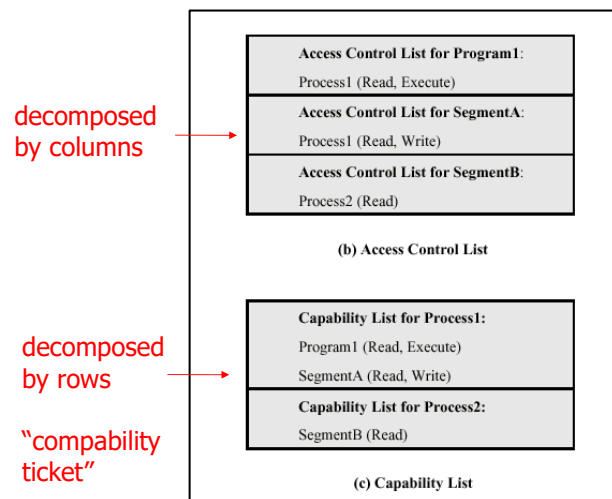 Access Control List for Program1:
Process1 (Read, Execute)
decomposed
by columns
Access Control List for SegmentA:
Process1 (Read, Write)
Access Control List for SegmentB:
Process2 (Read)
(b) Access Control List
decomposed
by rows
Capability List for Process1:
Program1 (Read, Execute)
SegmentA (Read, Write)
“compability
ticket”
Capability List for Process2:
SegmentB (Read)
(c) Capability List